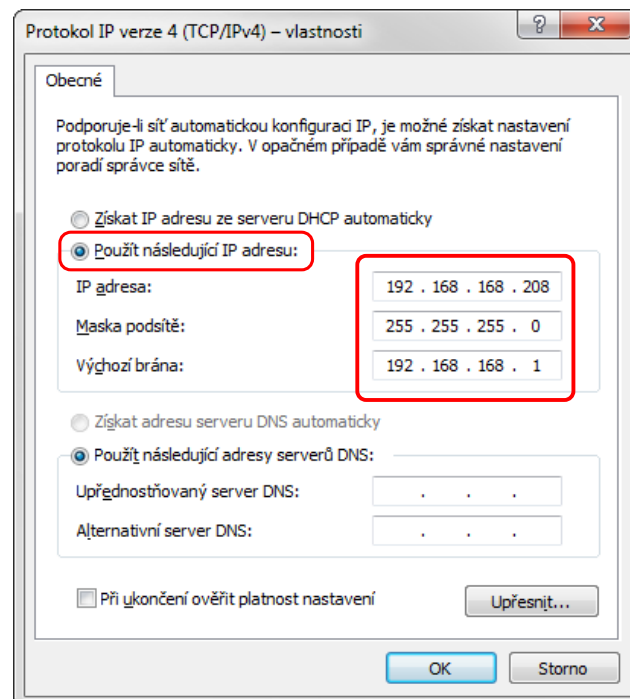 Protokol IP verze 4 (TCP/IPv4) – vlastnosti
Obecné
Podporuje-li síť automatickou konfiguraci IP, je možné získat nastavení
protokolu IP automaticky. V opačném případě vám správné nastavení
poradí správce sítě.
Získat IP adresu ze serveru DHCP automaticky
Použít následující IP adresu:
IP adresa: 192 . 168 . 168 . 208
Maska podsítě: 255 . 255 . 255 . 0
Výchozí brána: 192 . 168 . 168 . 1
Získat adresu serveru DNS automaticky
Použít následující adresy serverů DNS:
Upřednostňovaný server DNS: . . .
Alternativní server DNS: . . .
Při ukončení ověřit platnost nastavení
Upřesnit...
OK Storno